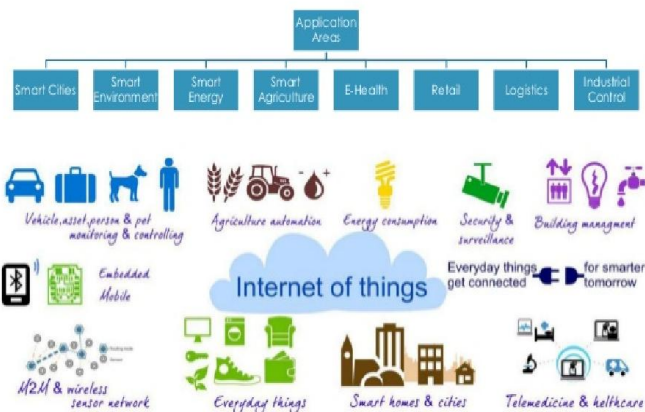 Application
Areas
Smart Cities
Smart
Environment
Smart
Energy
Smart
Agriculture
E-Health
Retail
Logistics
Industrial
Control
Vehicle, asset, person & pet
monitoring & controlling
Agriculture automation
Energy consumption
Security &
surveillance
Building managment
Embedded
Mobile
Internet of things
Everyday things
get connected
for smarter
tomorrow
M2M & wireless
sensor network
Everyday things
Smart homes & cities
Telemedicine & helthcare